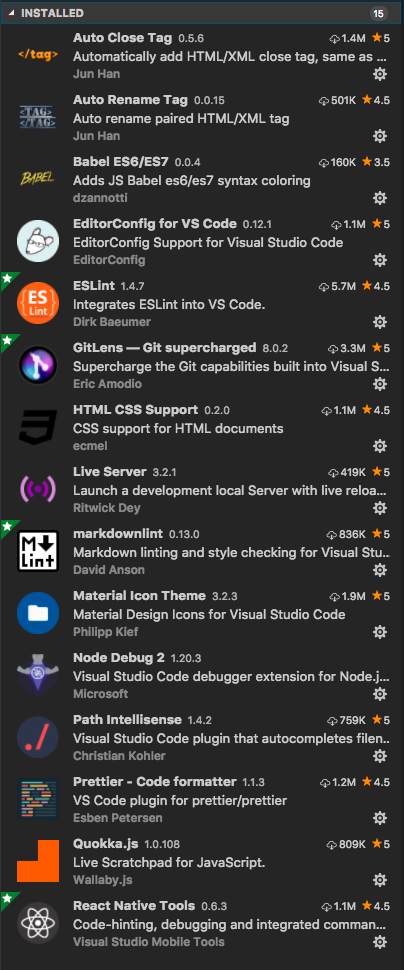 INSTALLED 15
</tag> Auto Close Tag 0.5.6 1.4M 5
Automatically add HTML/XML close tag, same as ...
Jun Han
<TAG> </TAG> Auto Rename Tag 0.0.15 501K 4.5
Auto rename paired HTML/XML tag
Jun Han
BABEL Babel ES6/ES7 0.0.4 160K 3.5
Adds JS Babel es6/es7 syntax coloring
dzannotti
EditorConfig for VS Code 0.12.1 1.1M 5
EditorConfig Support for Visual Studio Code
EditorConfig
{ES} Lint ESLint 1.4.7 5.7M 4.5
Integrates ESLint into VS Code.
Dirk Baeumer
GitLens — Git supercharged 8.0.2 3.3M 5
Supercharge the Git capabilities built into Visual S...
Eric Amodio
HTML CSS Support 0.2.0 1.1M 4.5
CSS support for HTML documents
ecmel
Live Server 3.2.1 419K 5
Launch a development local Server with live reloa...
Ritwick Dey
M Lint markdownlint 0.13.0 836K 5
Markdown linting and style checking for Visual Stu...
David Anson
Material Icon Theme 3.2.3 1.9M 5
Material Design Icons for Visual Studio Code
Philipp Kief
Node Debug 2 1.20.3
Visual Studio Code debugger extension for Node.j...
Microsoft
./ Path Intellisense 1.4.2 759K 5
Visual Studio Code plugin that autocompletes filen...
Christian Kohler
Prettier - Code formatter 1.1.3 1.2M 4.5
VS Code plugin for prettier/prettier
Esben Petersen
Quokka.js 1.0.108 809K 5
Live Scratchpad for JavaScript.
Wallaby.js
React Native Tools 0.6.3 1.1M 4.5
Code-hinting, debugging and integrated comman...
Visual Studio Mobile Tools